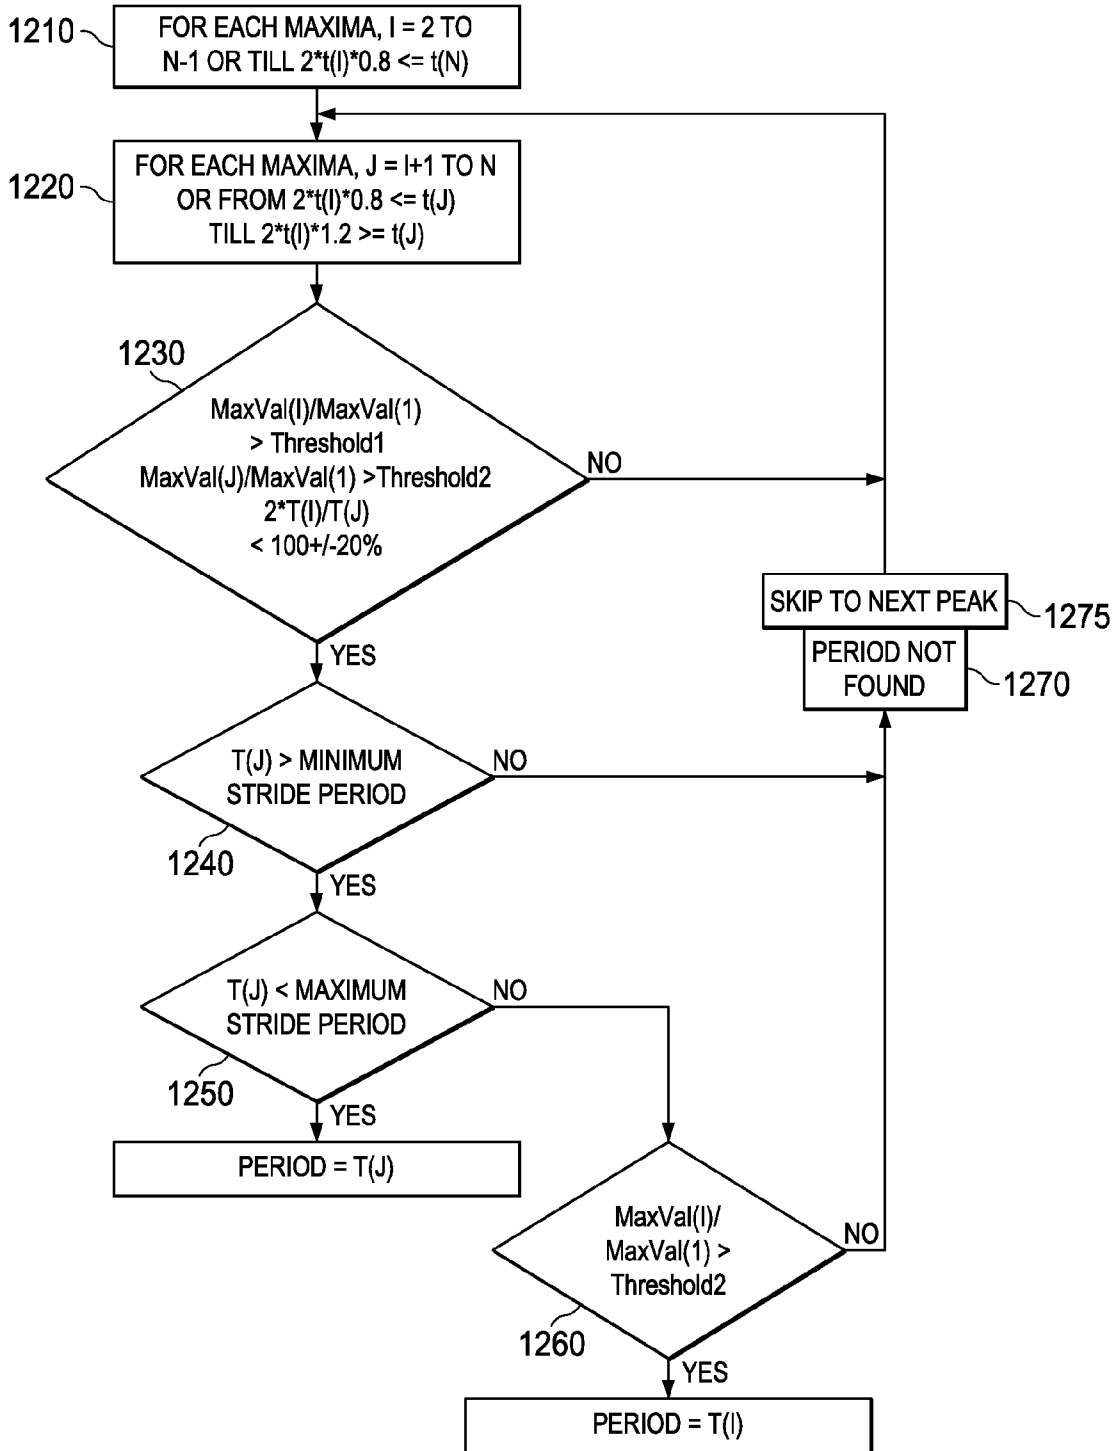 1210
FOR EACH MAXIMA, I = 2 TO
N-1 OR TILL 2*t(I)*0.8 <= t(N)
1220
FOR EACH MAXIMA, J = I+1 TO N
OR FROM 2*t(I)*0.8 <= t(J)
TILL 2*t(I)*1.2 >= t(J)
1230
MaxVal(I)/MaxVal(1)
> Threshold1
MaxVal(J)/MaxVal(1) >Threshold2
2*T(I)/T(J)
< 100+/-20%
NO
YES
SKIP TO NEXT PEAK
1275
PERIOD NOT
FOUND
1270
T(J) > MINIMUM
STRIDE PERIOD
NO
1240
YES
T(J) < MAXIMUM
STRIDE PERIOD
NO
1250
YES
PERIOD = T(J)
MaxVal(I)/
MaxVal(1) >
Threshold2
NO
1260
YES
PERIOD = T(I)